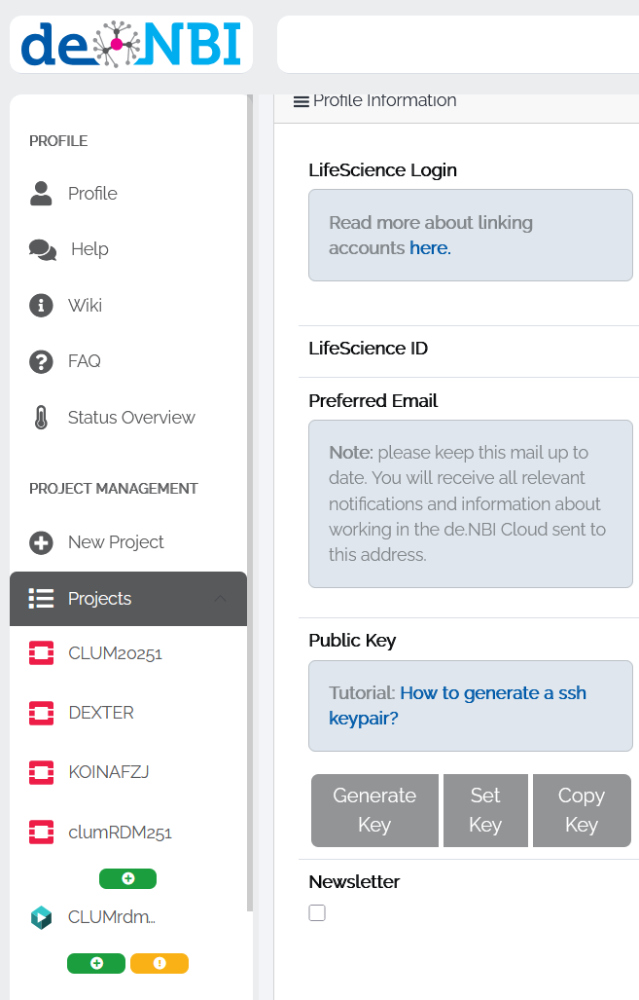 de NBI
PROFILE
Profile
Help
Wiki
FAQ
Status Overview
PROJECT MANAGEMENT
New Project
Projects
CLUM20251
DEXTER
KOINAFZJ
clumRDM251
CLUMrdm...
Profile Information
LifeScience Login
Read more about linking
accounts here.
LifeScience ID
Preferred Email
Note: please keep this mail up to
date. You will receive all relevant
notifications and information about
working in the de.NBI Cloud sent to
this address.
Public Key
Tutorial: How to generate a ssh
keypair?
Generate
Key
Set
Key
Copy
Key
Newsletter